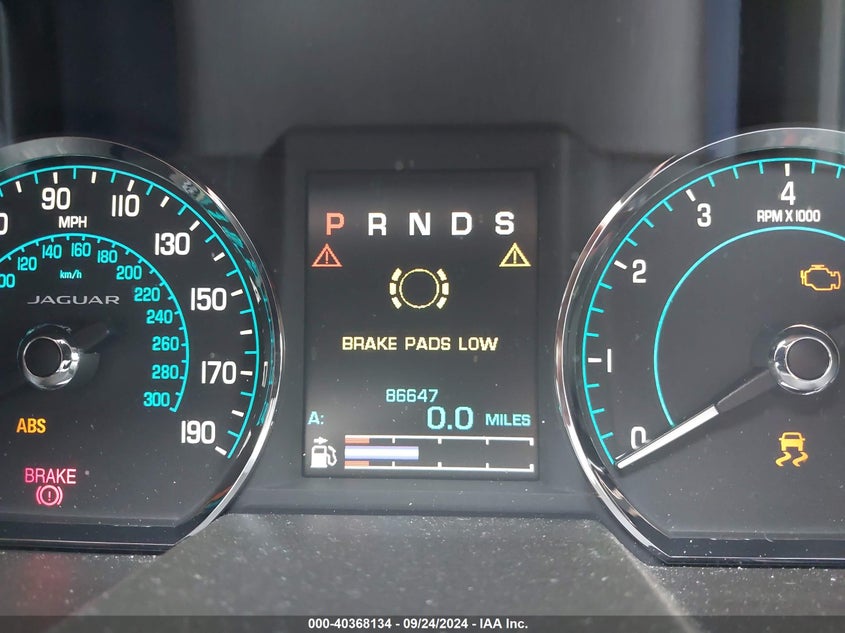 90
110
130
150
170
190
MPH
120
140
160
180
200
220
240
260
280
300
km/h
JAGUAR
ABS
BRAKE
P R N D S
BRAKE PADS LOW
86647
A: 0.0 MILES
0
1
2
3
4
RPM X 1000
000-40368134 - 09/24/2024 - IAA Inc.